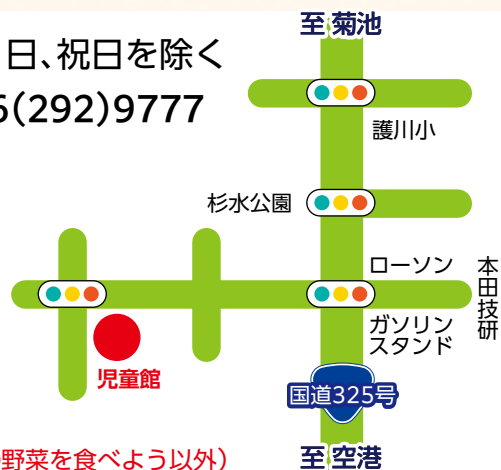 至 菊池
日、祝日を除く
6(292)9777
護川小
杉水公園
ローソン
本田技研
ガソリン
スタンド
児童館
国道325号
野菜を食べよう以外)
至 空港